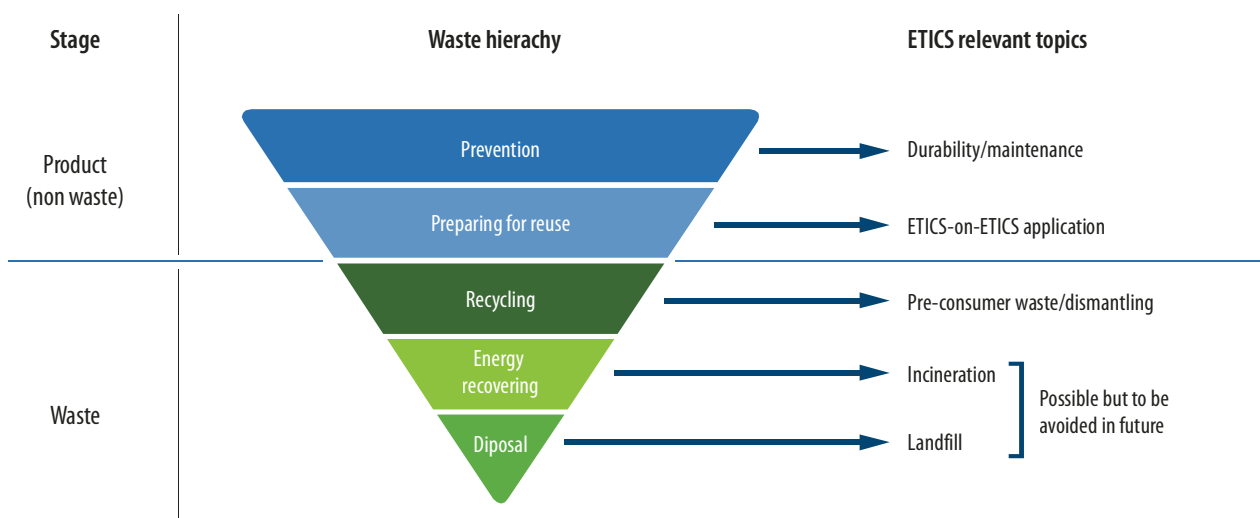 Stage
Waste hierachy
ETICS relevant topics
Product
(non waste)
Prevention
Durability/maintenance
Preparing for reuse
ETICS-on-ETICS application
Waste
Recycling
Pre-consumer waste/dismantling
Energy
recovering
Incineration
Diposal
Landfill
Possible but to be
avoided in future